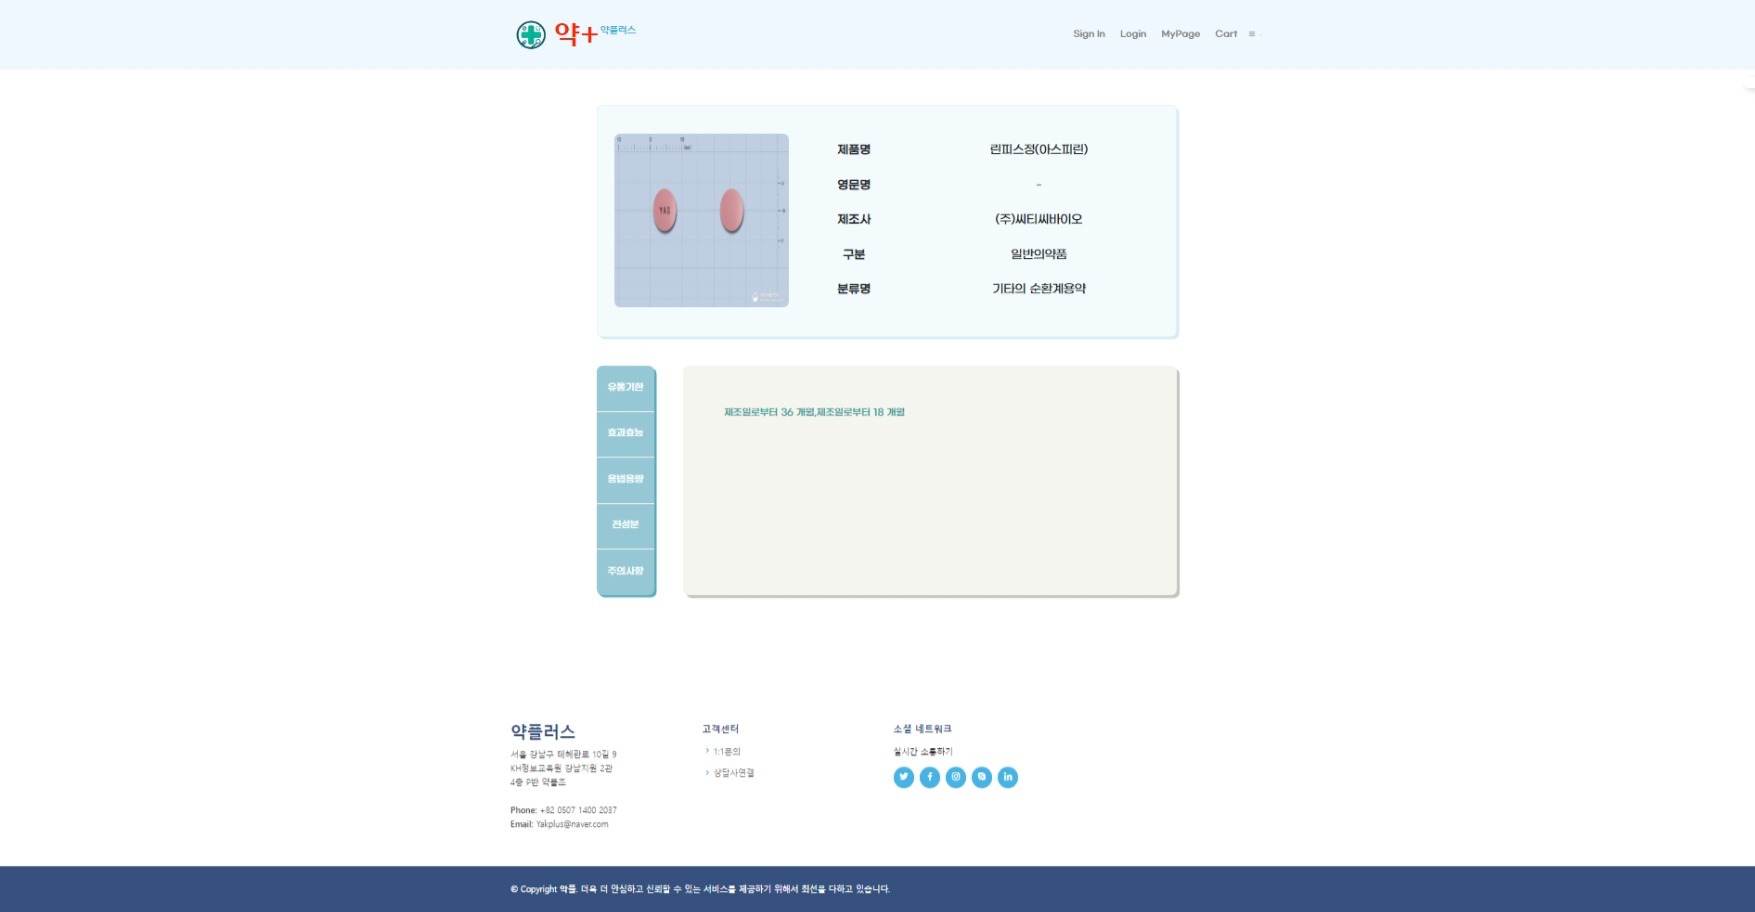 약+ 약플러스
Sign In Login MyPage Cart
YAS
제품명 린피스정(아스피린)
영문명 -
제조사 (주)씨티씨바이오
구분 일반의약품
분류명 기타의 순환계용약
유통기한
효과효능
용법용량
전성분
주의사항
제조일로부터 36 개월,제조일로부터 18 개월
약플러스
서울 강남구 테헤란로 10길 9
KH정보교육원 강남지원 2관
4층 P반 약플조
Phone: +82 0507 1400 2037
Email: Yakplus@naver.com
고객센터
1:1문의
상담사연결
소셜 네트워크
실시간 소통하기
© Copyright 약플. 더욱 더 안심하고 신뢰할 수 있는 서비스를 제공하기 위해서 최선을 다하고 있습니다.